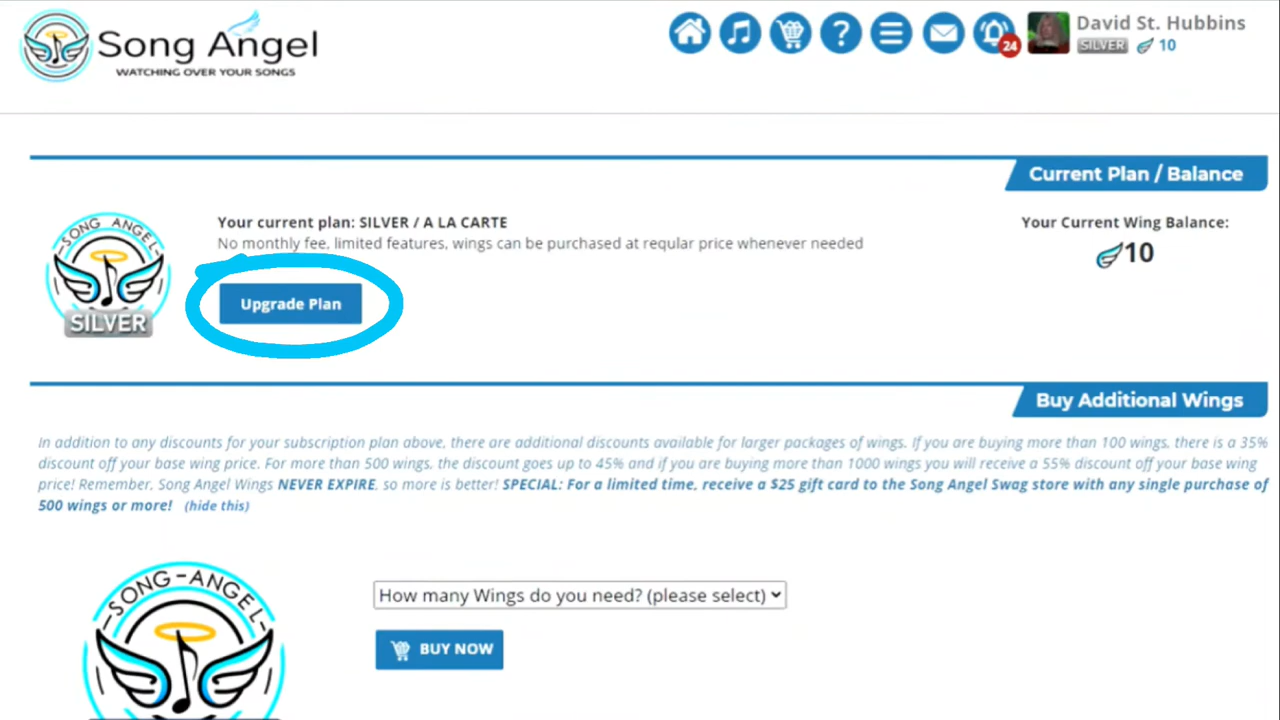 Song Angel
WATCHING OVER YOUR SONGS
24
David St. Hubbins
SILVER 10
Current Plan / Balance
SONG ANGEL
SILVER
Your current plan: SILVER / A LA CARTE
No monthly fee, limited features, wings can be purchased at reqular price whenever needed
Upgrade Plan
Your Current Wing Balance:
10
Buy Additional Wings
In addition to any discounts for your subscription plan above, there are additional discounts available for larger packages of wings. If you are buying more than 100 wings, there is a 35%
discount off your base wing price. For more than 500 wings, the discount goes up to 45% and if you are buying more than 1000 wings you will receive a 55% discount off your base wing
price! Remember, Song Angel Wings NEVER EXPIRE, so more is better! SPECIAL: For a limited time, receive a $25 gift card to the Song Angel Swag store with any single purchase of
500 wings or more! (hide this)
SONG-ANGEL
How many Wings do you need? (please select)
BUY NOW